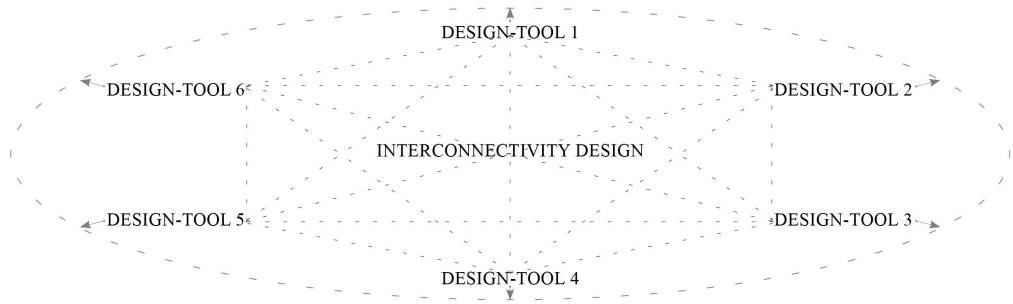 DESIGN-TOOL 1
DESIGN-TOOL 6
DESIGN-TOOL 2
INTERCONNECTIVITY DESIGN
DESIGN-TOOL 5
DESIGN-TOOL 3
DESIGN-TOOL 4